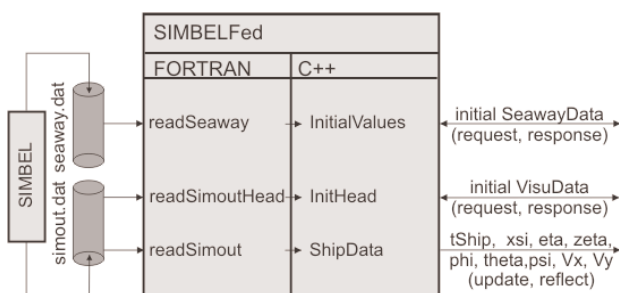 SIMBELFed
FORTRAN
C++
SIMBEL
seaway.dat
simout.dat
readSeaway
InitialValues
initial SeawayData
(request, response)
readSimoutHead
InitHead
initial VisuData
(request, response)
readSimout
ShipData
tShip, xsi, eta, zeta,
phi, theta,psi, Vx, Vy
(update, reflect)